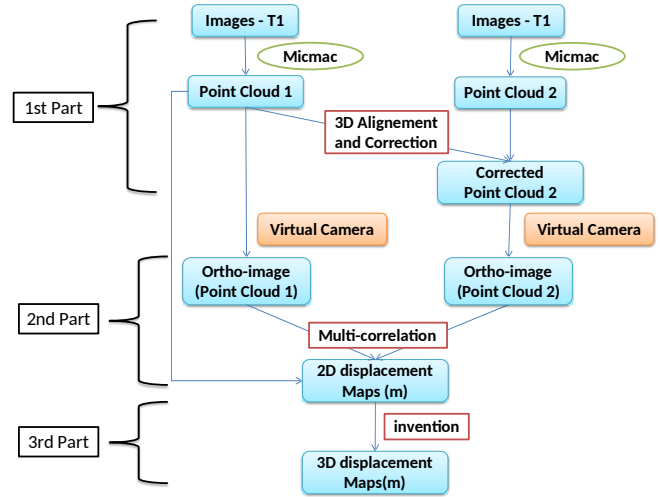 Images - T1
Images - T1
Micmac
Micmac
Point Cloud 1
Point Cloud 2
1st Part
3D Alignement
and Correction
Corrected
Point Cloud 2
Virtual Camera
Virtual Camera
Ortho-image
(Point Cloud 1)
Ortho-image
(Point Cloud 2)
2nd Part
Multi-correlation
2D displacement
Maps (m)
invention
3rd Part
3D displacement
Maps(m)